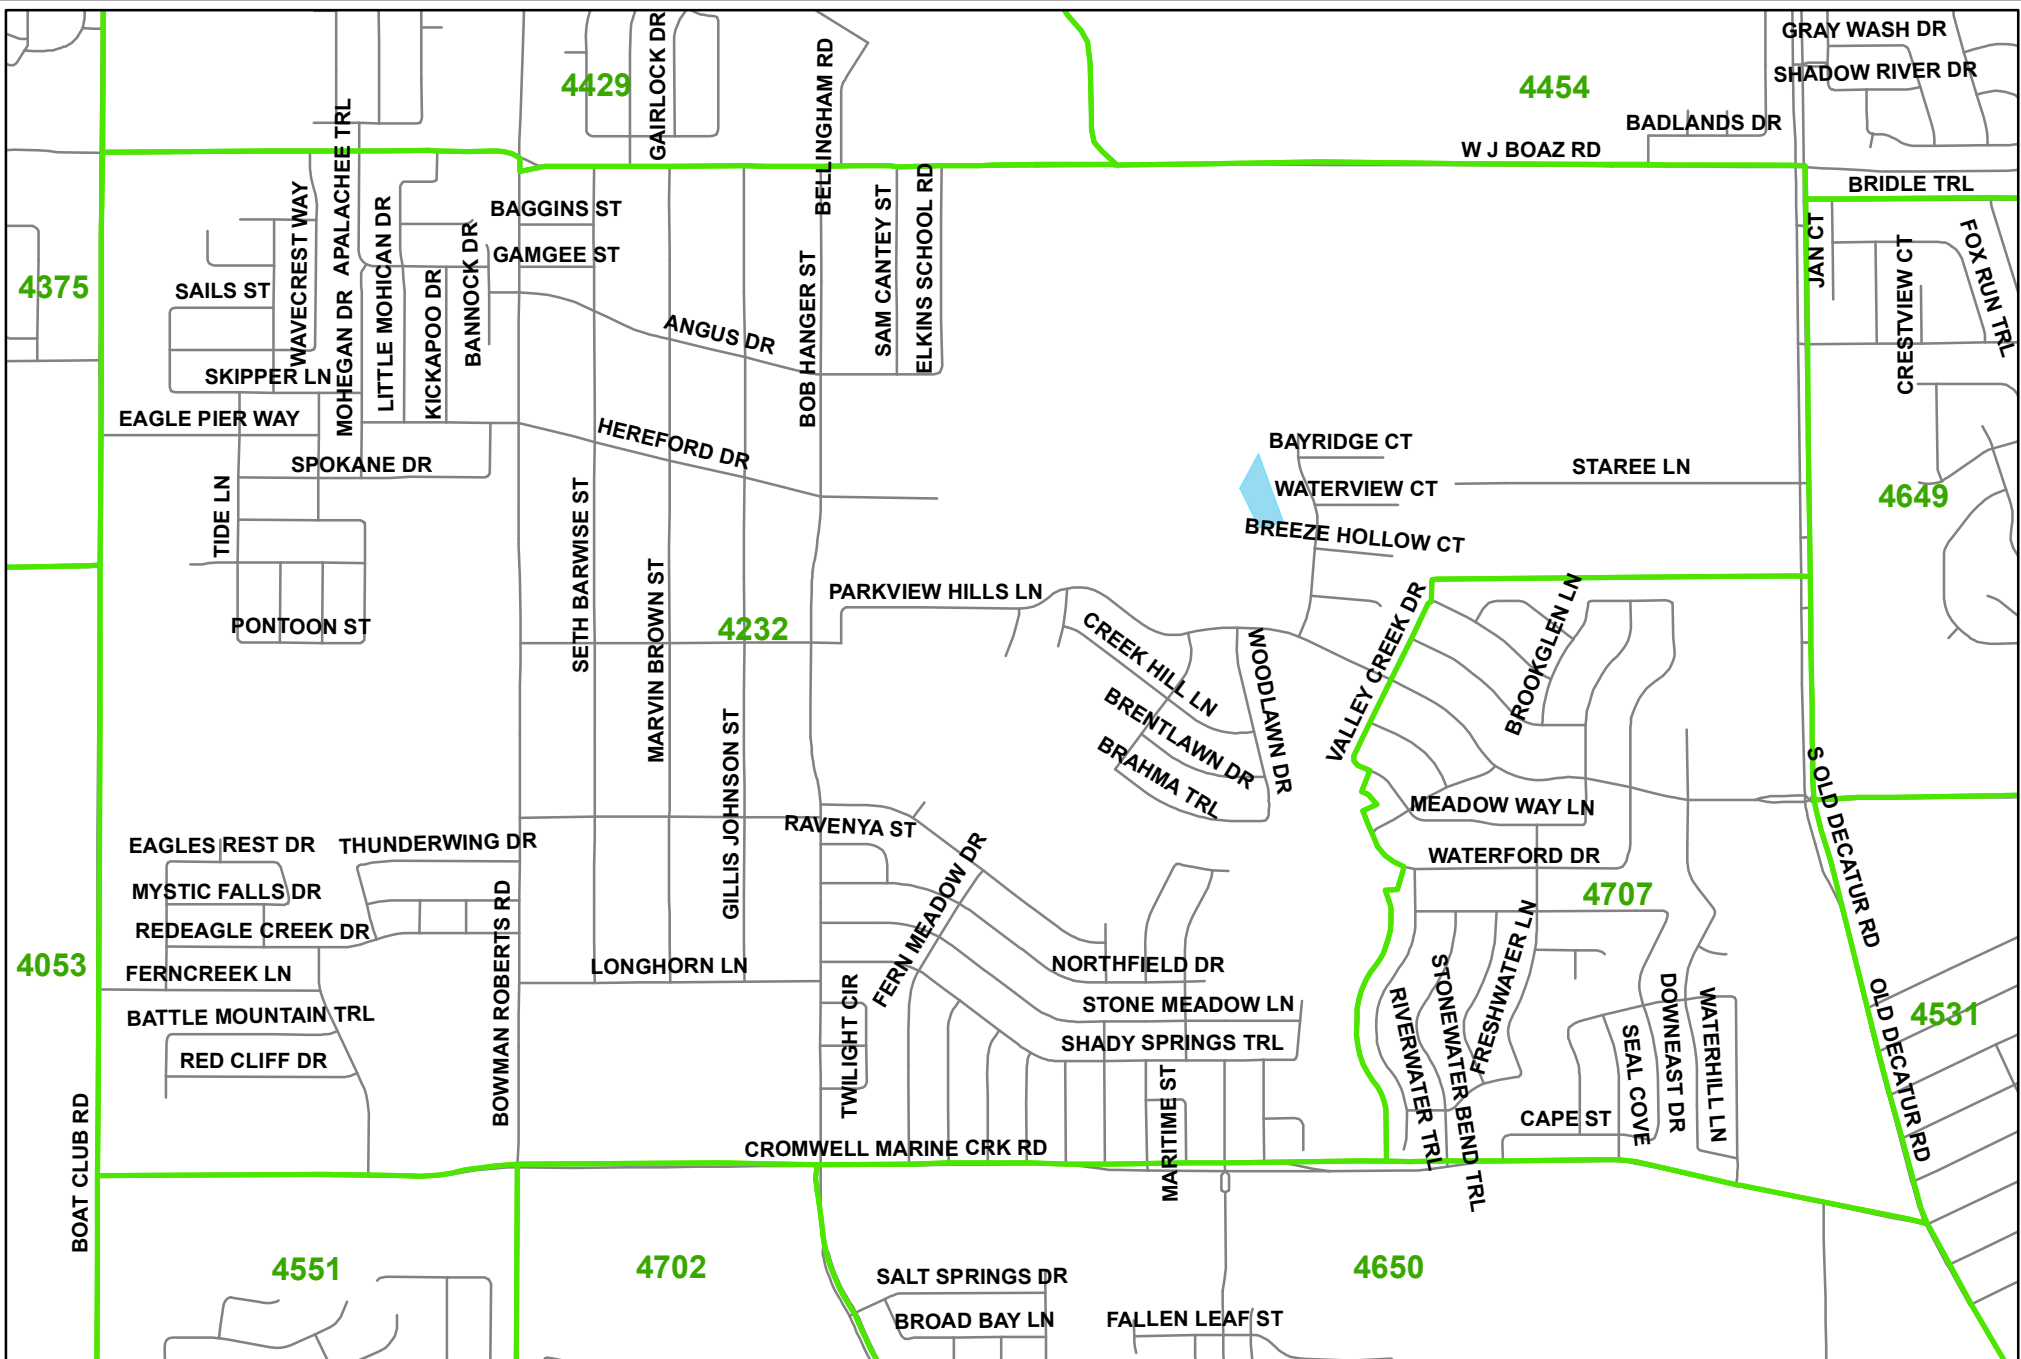 GRAY WASH DR
SHADOW RIVER DR
4429
GAIRLOCK DR
BELLINGHAM RD
4454
BADLANDS DR
W J BOAZ RD
BRIDLE TRL
APALACHEE TRL
WAVECREST WAY
MOHEGAN DR
LITTLE MOHICAN DR
KICKAPOO DR
BANNOCK DR
BAGGINS ST
GAMGEE ST
SAM CANTEY ST
ELKINS SCHOOL RD
BOB HANGER ST
JAN CT
CRESTVIEW CT
FOX RUN TRL
4375
SAILS ST
ANGUS DR
SKIPPER LN
EAGLE PIER WAY
HEREFORD DR
SPOKANE DR
TIDE LN
BAYRIDGE CT
STAREE LN
WATERVIEW CT
4649
BREEZE HOLLOW CT
SETH BARWISE ST
MARVIN BROWN ST
GILLIS JOHNSON ST
PARKVIEW HILLS LN
PONTOON ST
4232
CREEK HILL LN
BRENTLAWN DR
BRAHMA TRL
WOODLAWN DR
VALLEY CREEK DR
BROOKGLEN LN
S OLD DECATUR RD
MEADOW WAY LN
RAVENYA ST
EAGLES REST DR
THUNDERWING DR
WATERFORD DR
MYSTIC FALLS DR
4707
REDEAGLE CREEK DR
BOWMAN ROBERTS RD
FERN MEADOW DR
4053
FERNCREEK LN
LONGHORN LN
NORTHFIELD DR
STONE MEADOW LN
BATTLE MOUNTAIN TRL
TWILIGHT CIR
SHADY SPRINGS TRL
RED CLIFF DR
RIVERWATER TRL
STONEWATER BEND TRL
FRESHWATER LN
SEAL COVE
DOWNEAST DR
WATERHILL LN
OLD DECATUR RD
4531
MARITIME ST
CAPE ST
CROMWELL MARINE CRK RD
BOAT CLUB RD
4551
4702
4650
SALT SPRINGS DR
BROAD BAY LN
FALLEN LEAF ST